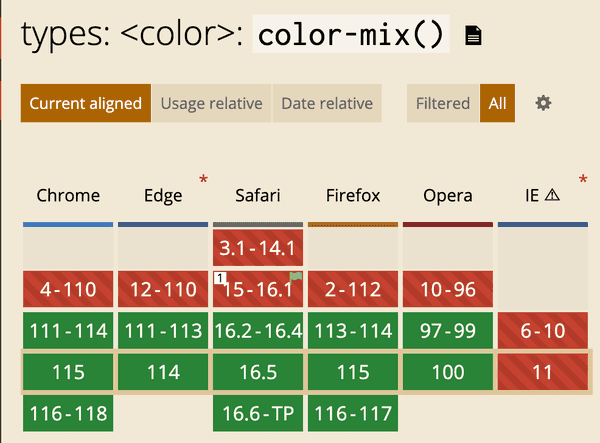 types: <color>: color-mix()
Current aligned Usage relative Date relative Filtered All
Chrome Edge * Safari Firefox Opera IE ⚠ *
3.1-14.1
4-110 12-110 1 15-16.1 2-112 10-96
111-114 111-113 16.2-16.4 113-114 97-99 6-10
115 114 16.5 115 100 11
116-118 16.6-TP 116-117